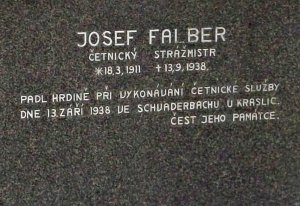 JOSEF FALBER
ČETNICKÝ STRÁŽMISTR
*18.3.1911 †13.9.1938.
PADL HRDINĚ PŘI VYKONÁVÁNÍ ČETNICKÉ SLUŽBY
DNE 13.ZÁŘÍ 1938 VE SCHWADERBACHU U KRASLIC.
ČEST JEHO PAMÁTCE.